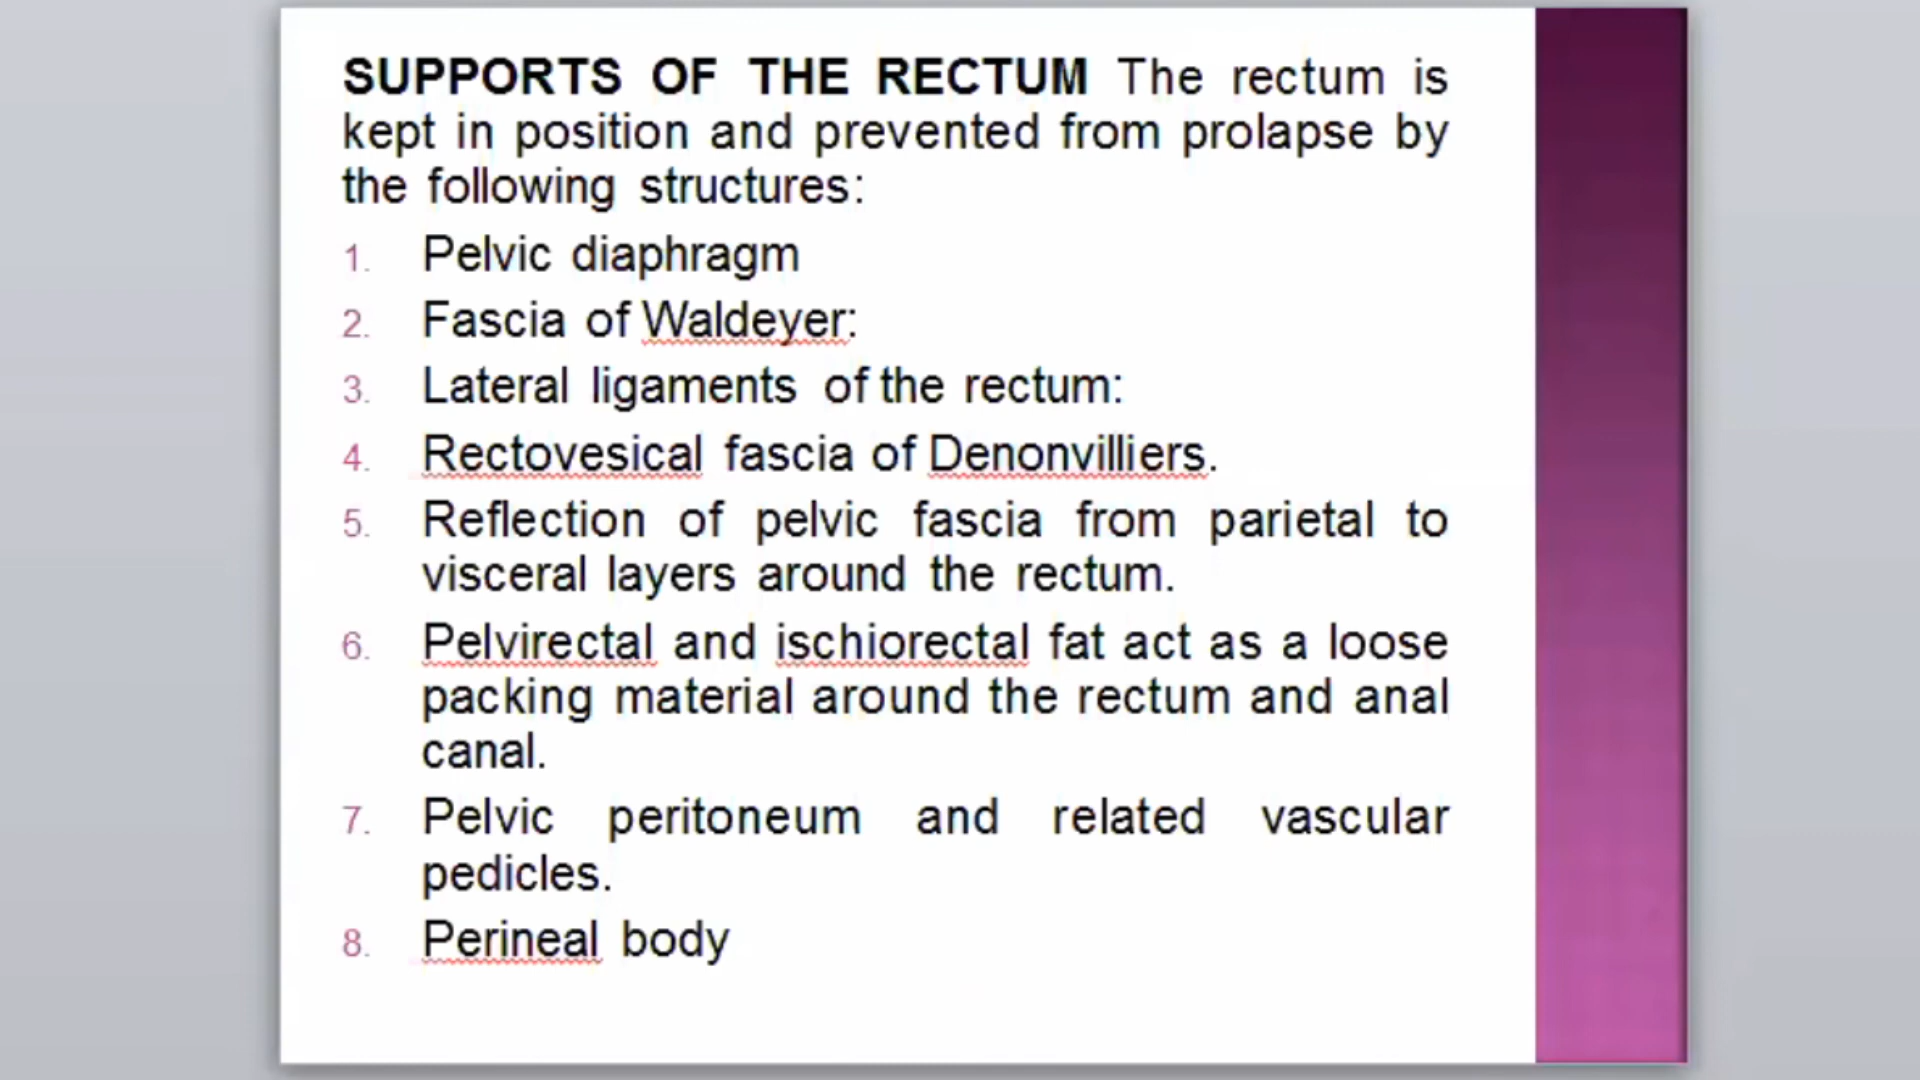 SUPPORTS OF THE RECTUM The rectum is
kept in position and prevented from prolapse by
the following structures:
1. Pelvic diaphragm
2. Fascia of Waldeyer:
3. Lateral ligaments of the rectum:
4. Rectovesical fascia of Denonvilliers.
5. Reflection of pelvic fascia from parietal to
visceral layers around the rectum.
6. Pelvirectal and ischiorectal fat act as a loose
packing material around the rectum and anal
canal.
7. Pelvic peritoneum and related vascular
pedicles.
8. Perineal body